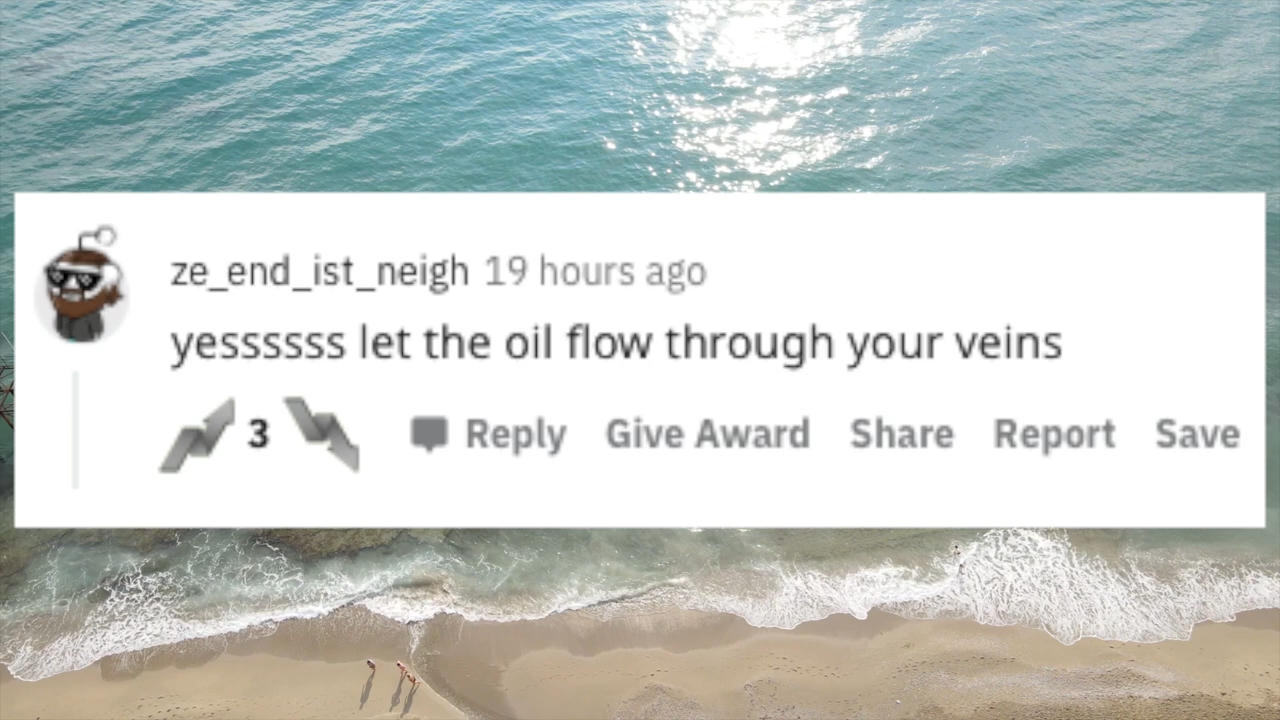 ze_end_ist_neigh 19 hours ago
yessssss let the oil flow through your veins
3 Reply Give Award Share Report Save